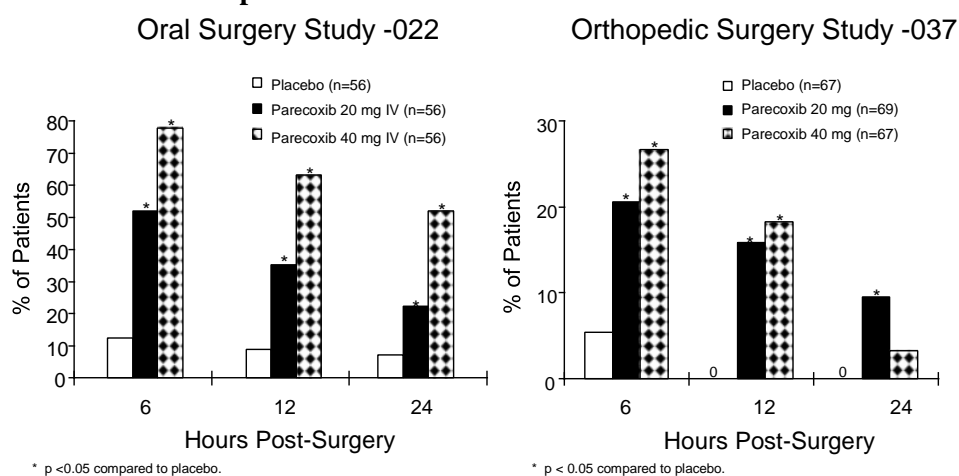 Oral Surgery Study -022
Placebo (n=56)
Parecoxib 20 mg IV (n=56)
Parecoxib 40 mg IV (n=56)
80
70
60
50
40
30
20
10
0
% of Patients
*
*
*
*
*
*
6
12
24
Hours Post-Surgery
* p <0.05 compared to placebo.
Orthopedic Surgery Study -037
Placebo (n=67)
Parecoxib 20 mg (n=69)
Parecoxib 40 mg (n=67)
30
20
10
0
% of Patients
*
*
*
*
*
0
0
6
12
24
Hours Post-Surgery
* p < 0.05 compared to placebo.